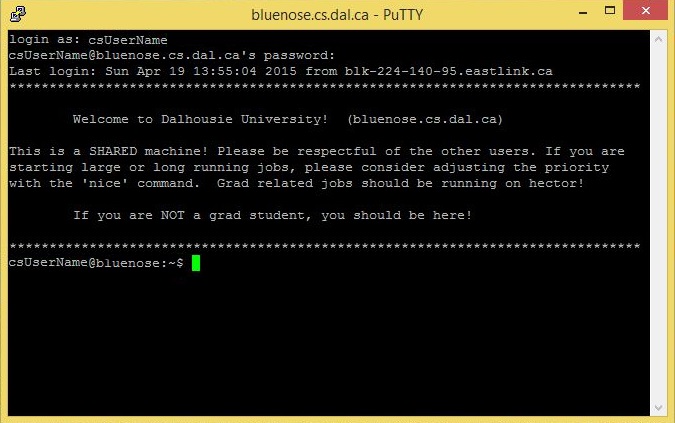 bluenose.cs.dal.ca - PuTTY
login as: csUserName
csUserName@bluenose.cs.dal.ca's password:
Last login: Sun Apr 19 13:55:04 2015 from blk-224-140-95.eastlink.ca
*******************************************************************************
Welcome to Dalhousie University!  (bluenose.cs.dal.ca)
This is a SHARED machine! Please be respectful of the other users. If you are
starting large or long running jobs, please consider adjusting the priority
with the 'nice' command.  Grad related jobs should be running on hector!
If you are NOT a grad student, you should be here!
*******************************************************************************
csUserName@bluenose:~$